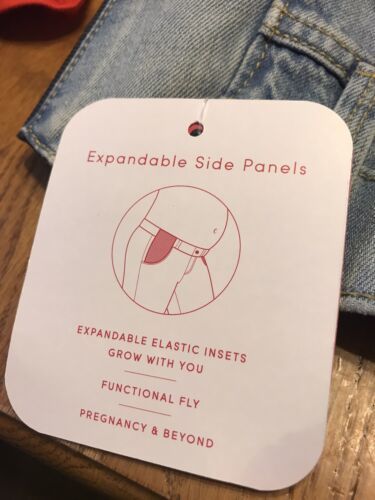 Expandable Side Panels
EXPANDABLE ELASTIC INSETS
GROW WITH YOU
FUNCTIONAL FLY
PREGNANCY & BEYOND